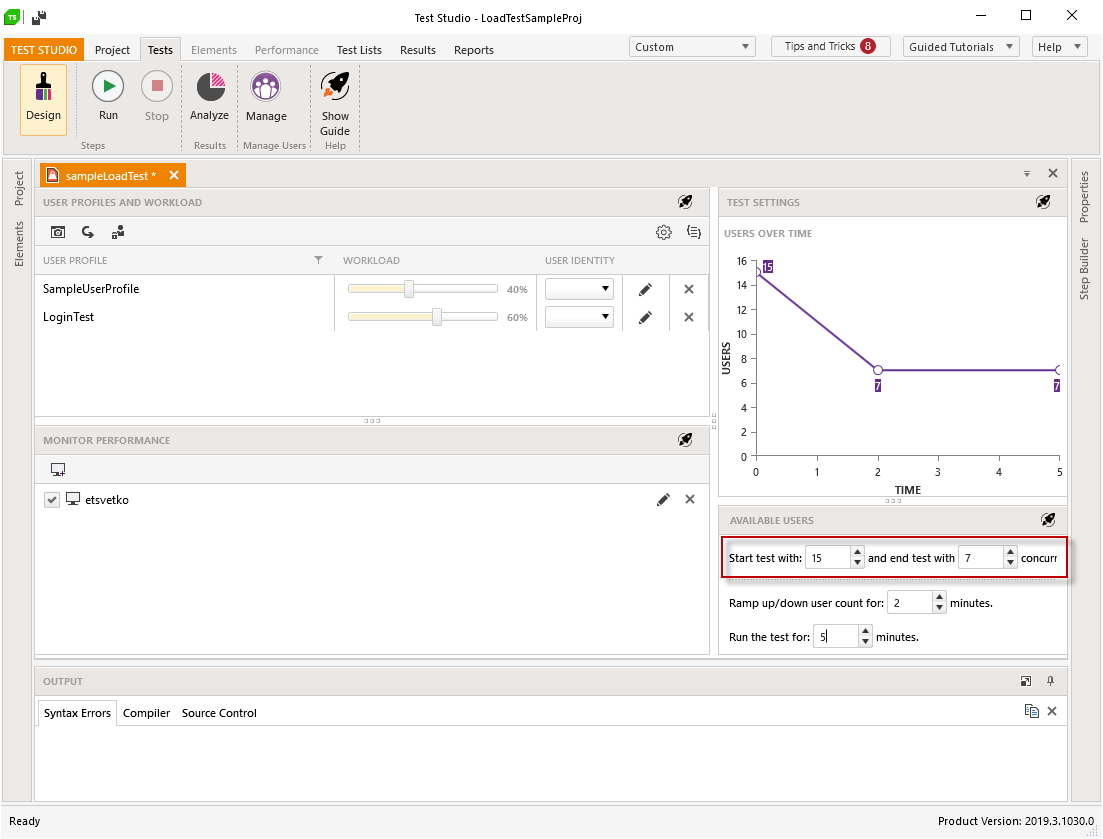 TS
Test Studio - LoadTestSampleProj
TEST STUDIO Project Tests Elements Performance Test Lists Results Reports Custom Tips and Tricks 8 Guided Tutorials Help
Design Run Stop Analyze Manage Show Guide
Steps Results Manage Users Help
Project
Elements
sampleLoadTest *
USER PROFILES AND WORKLOAD
USER PROFILE WORKLOAD USER IDENTITY
SampleUserProfile 40%
LoginTest 60%
MONITOR PERFORMANCE
etsvetko
TEST SETTINGS
USERS OVER TIME
16
14
12
10
8
6
4
2
0
USERS
15
7
7
0 1 2 3 4 5
TIME
AVAILABLE USERS
Start test with: 15 and end test with 7 concurr
Ramp up/down user count for: 2 minutes.
Run the test for: 5 minutes.
Properties
Step Builder
OUTPUT
Syntax Errors Compiler Source Control
Ready Product Version: 2019.3.1030.0